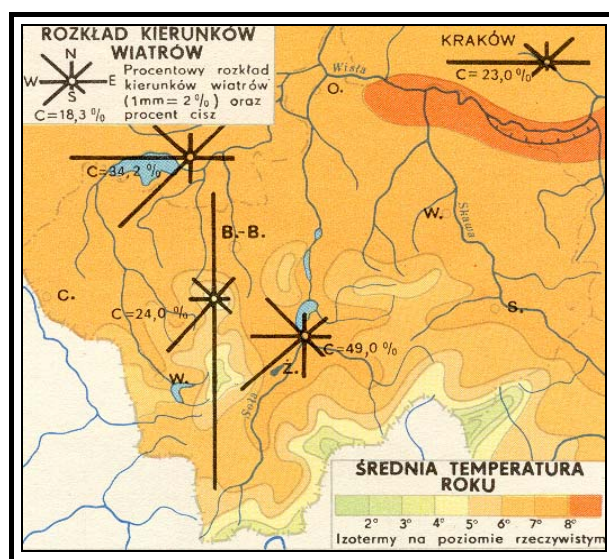 ROZKŁAD KIERUNKÓW
WIATRÓW
N
W E
S
Procentowy rozkład
kierunków wiatrów
(1mm = 2%) oraz
procent cisz
C=18,3%
KRAKÓW
C=23,0%
Wisła
O.
C=34,2%
B.-B.
W.
Skawa
C.
C=24,0%
S.
C=49,0%
Ż.
W.
Soła
ŚREDNIA TEMPERATURA
ROKU
2° 3° 4° 5° 6° 7° 8°
Izotermy na poziomie rzeczywistym